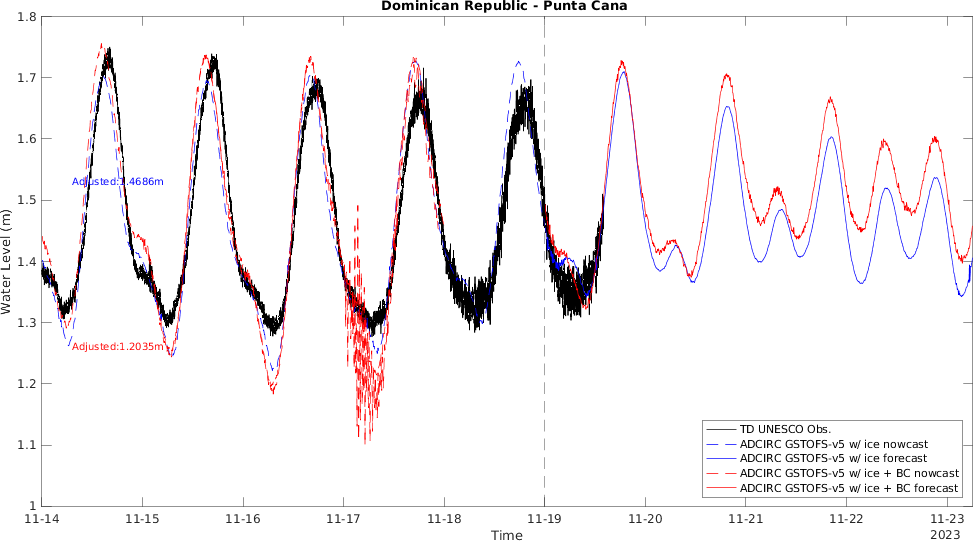 Dominican Republic - Punta Cana
1.8
1.7
1.6
1.5
1.4
1.3
1.2
1.1
1
Water Level (m)
Adjusted:1.4686m
Adjusted:1.2035m
TD UNESCO Obs.
ADCIRC GSTOFS-v5 w/ ice nowcast
ADCIRC GSTOFS-v5 w/ ice forecast
ADCIRC GSTOFS-v5 w/ ice + BC nowcast
ADCIRC GSTOFS-v5 w/ ice + BC forecast
11-14 11-15 11-16 11-17 11-18 11-19 11-20 11-21 11-22 11-23
Time
2023